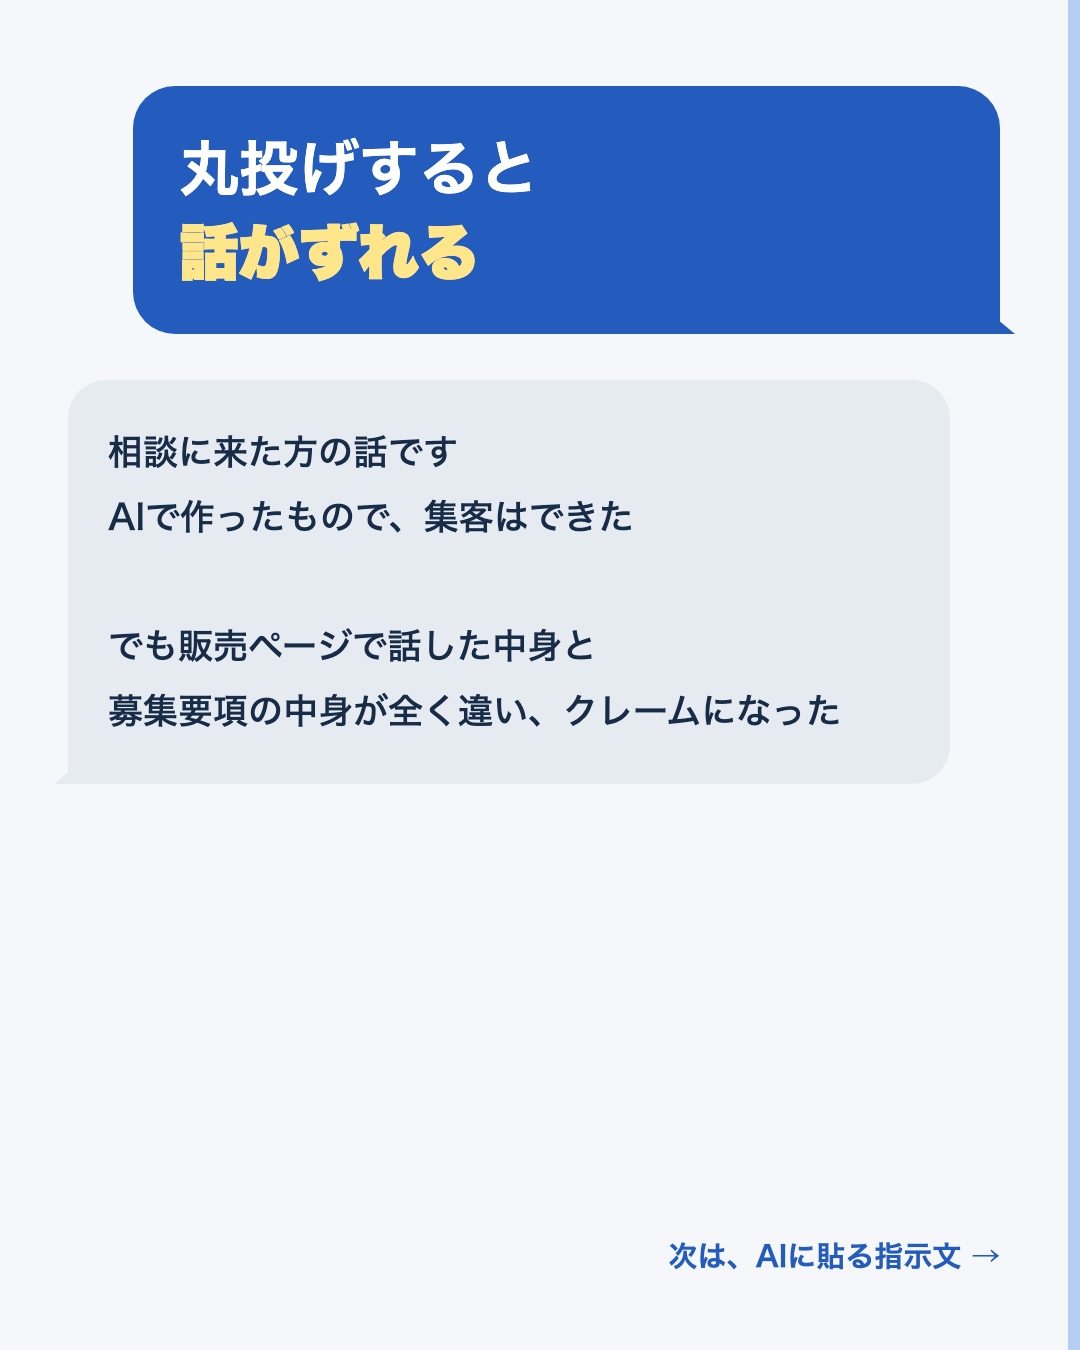 丸投げすると
話がずれる
相談に来た方の話です
AIで作ったもので、集客はできた
でも販売ページで話した中身と
募集要項の中身が全く違い、クレームになった
次は、AIに貼る指示文 →